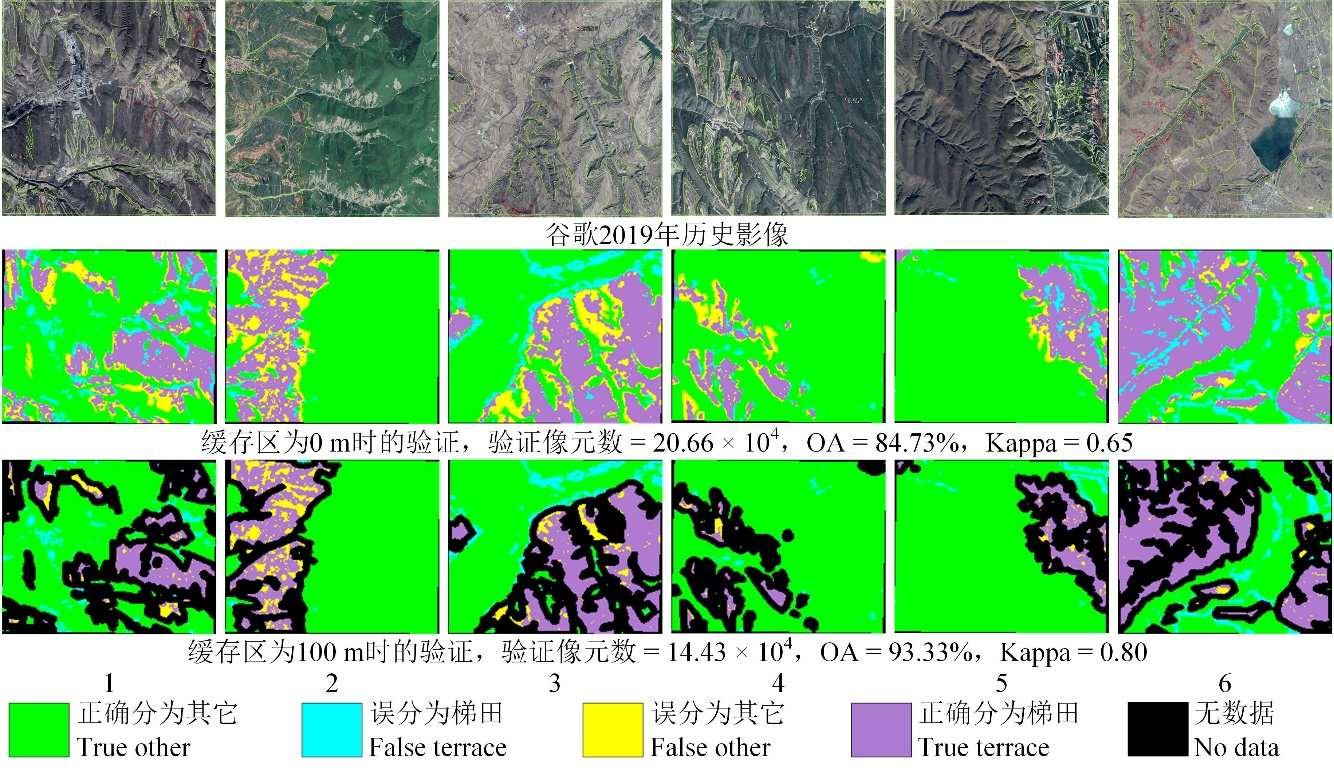 谷歌2019年历史影像
缓存区为0 m时的验证，验证像元数 = 20.66 × 10⁴，OA = 84.73%，Kappa = 0.65
缓存区为100 m时的验证，验证像元数 = 14.43 × 10⁴，OA = 93.33%，Kappa = 0.80
1 2 3 4 5 6
正确分为其它 误分为梯田 误分为其它 正确分为梯田 无数据
True other False terrace False other True terrace No data